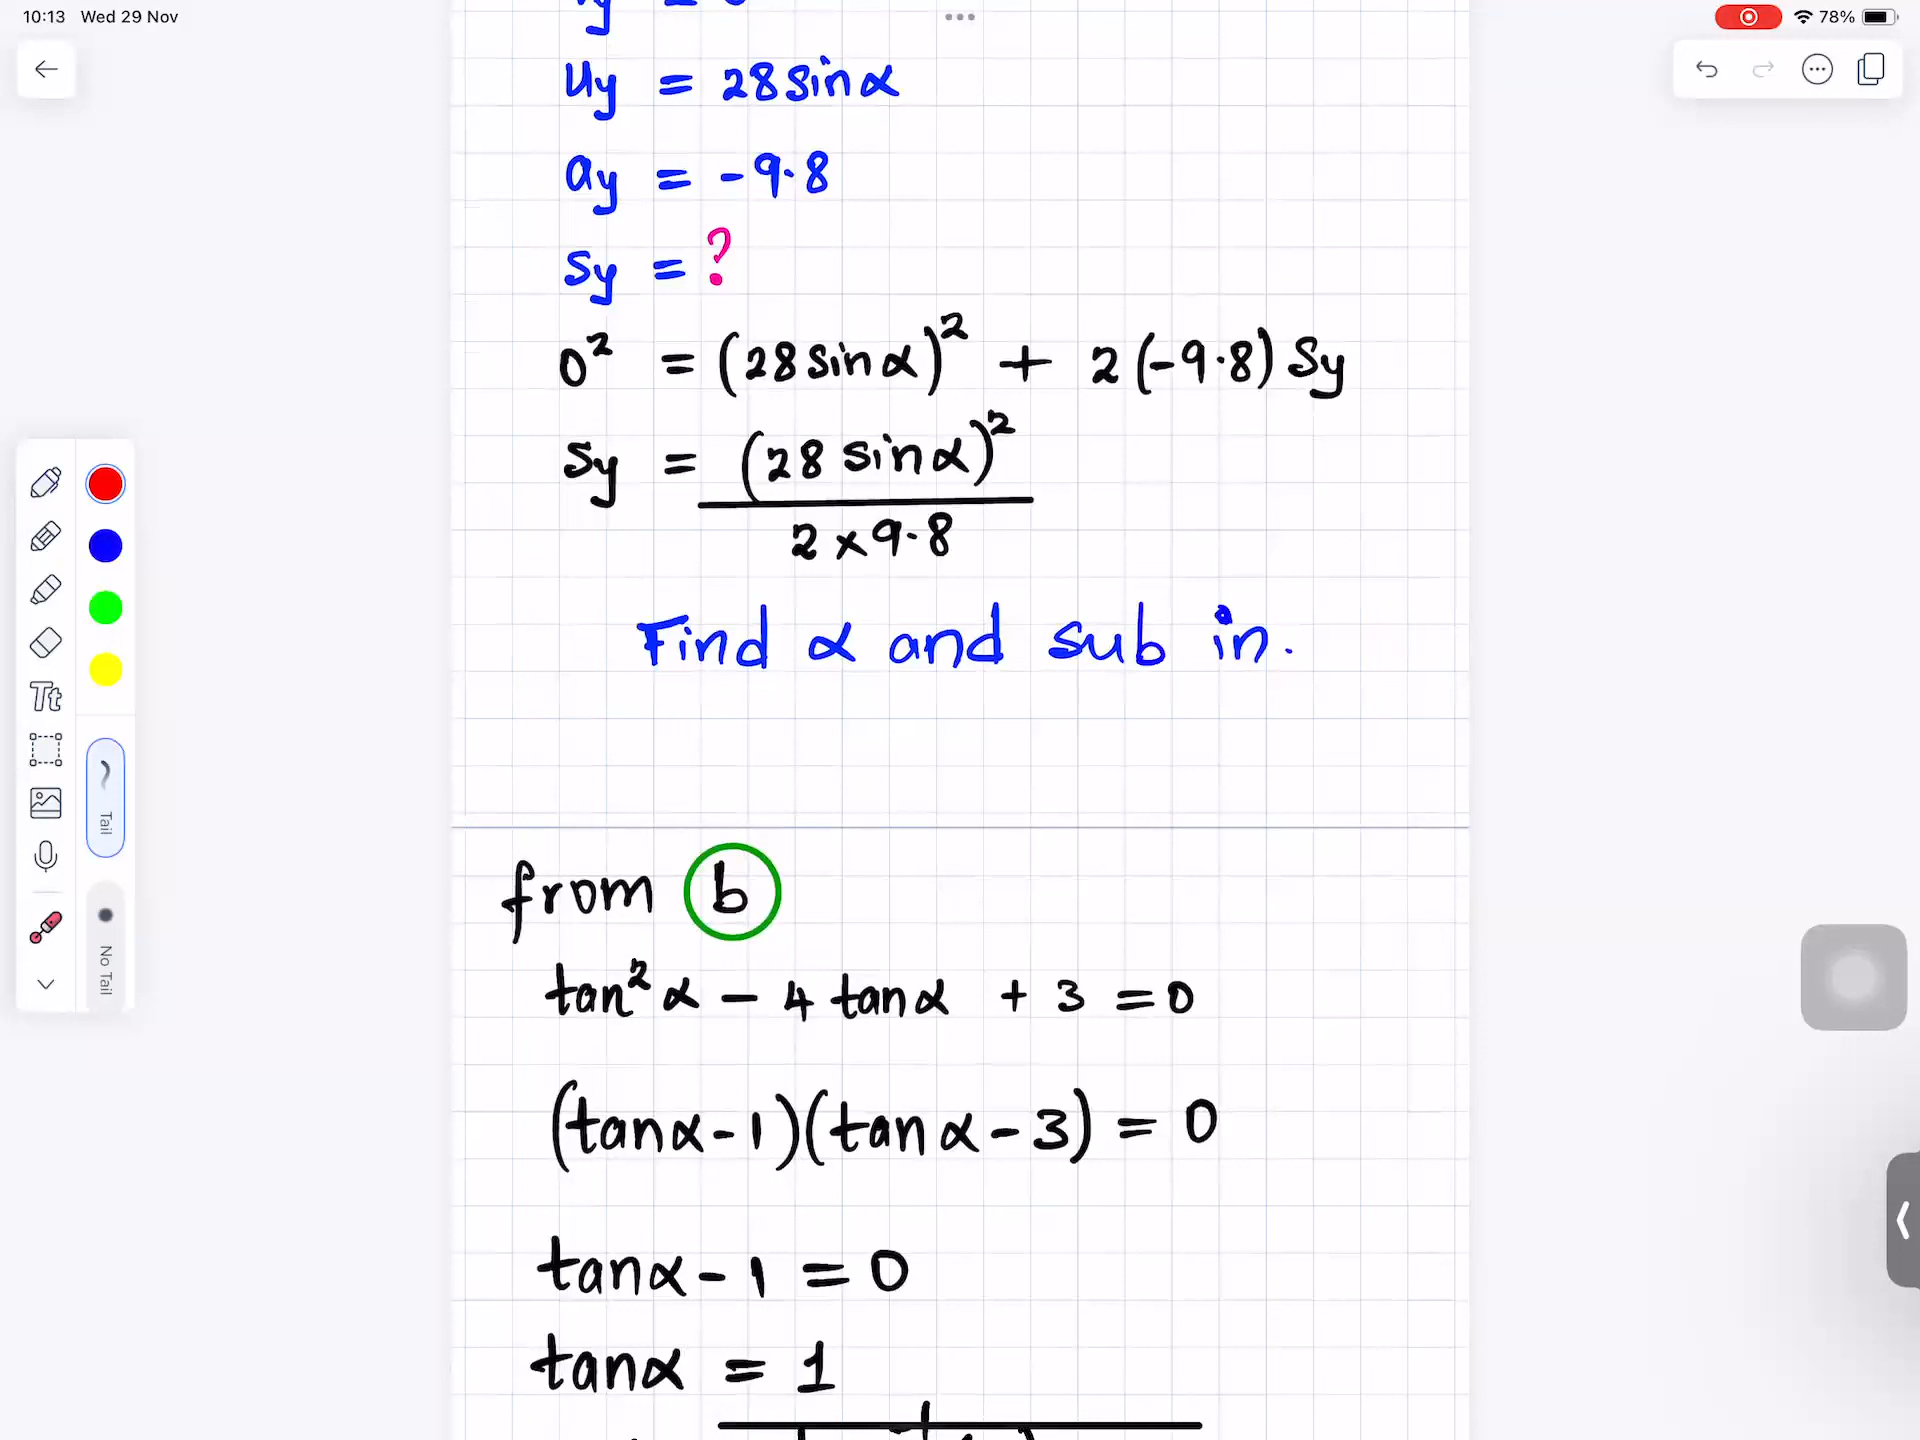 10:13 Wed 29 Nov
78%
uy = 28 sin α
ay = -9.8
sy = ?
0² = (28 sin α)² + 2(-9.8) Sy
Sy = (28 sin α)²
2 × 9.8
Find α and sub in.
from b
tan² α - 4 tan α + 3 = 0
(tan α - 1)(tan α - 3) = 0
tan α - 1 = 0
tan α = 1
Tt
Tail
No Tail